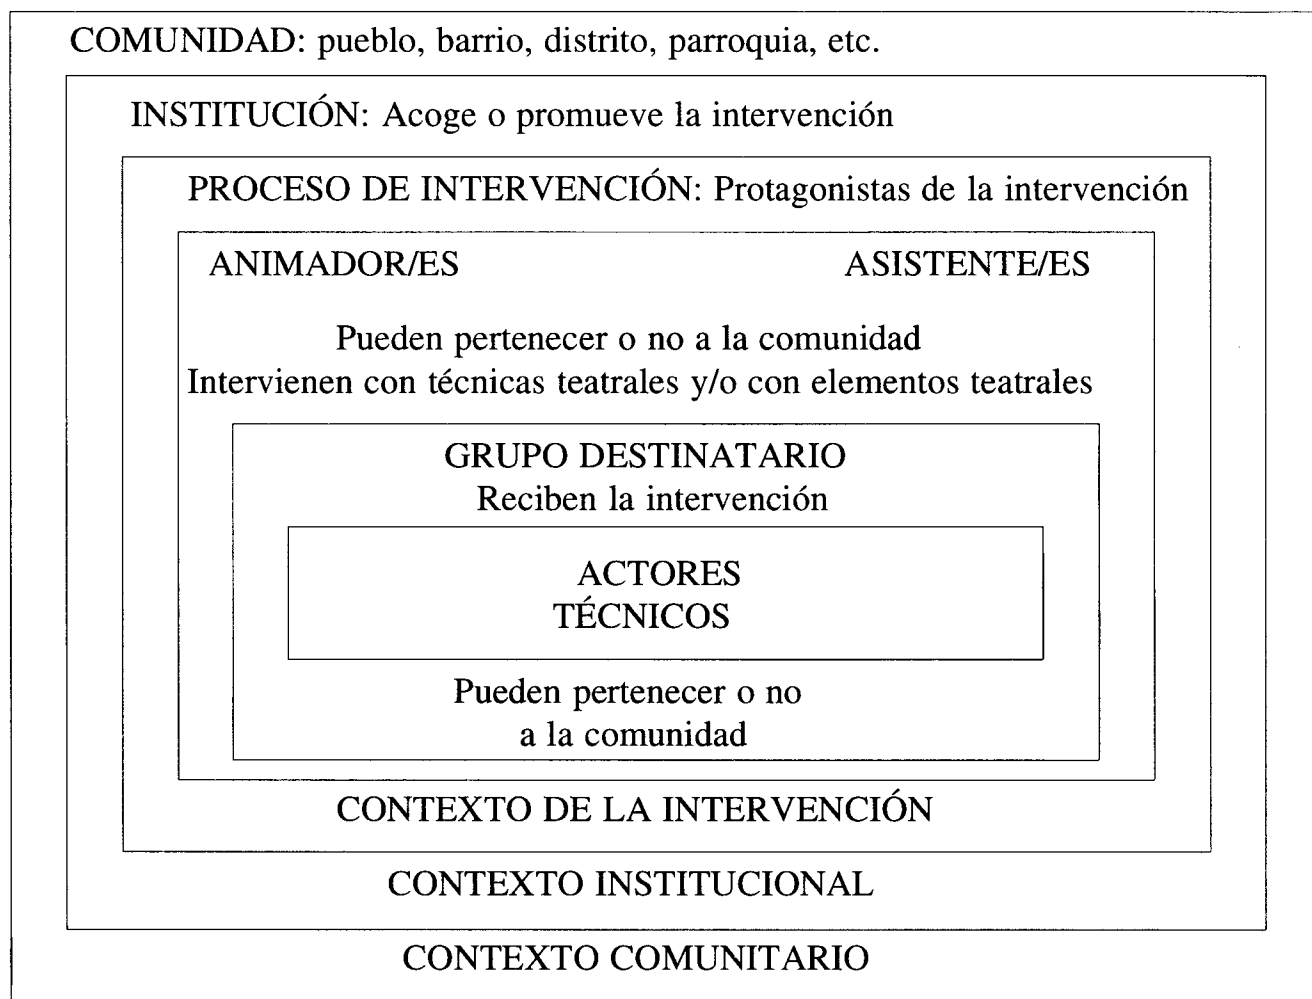 COMUNIDAD: pueblo, barrio, distrito, parroquia, etc.
INSTITUCIÓN: Acoge o promueve la intervención
PROCESO DE INTERVENCIÓN: Protagonistas de la intervención
ANIMADOR/ES ASISTENTE/ES
Pueden pertenecer o no a la comunidad
Intervienen con técnicas teatrales y/o con elementos teatrales
GRUPO DESTINATARIO
Reciben la intervención
ACTORES
TÉCNICOS
Pueden pertenecer o no
a la comunidad
CONTEXTO DE LA INTERVENCIÓN
CONTEXTO INSTITUCIONAL
CONTEXTO COMUNITARIO